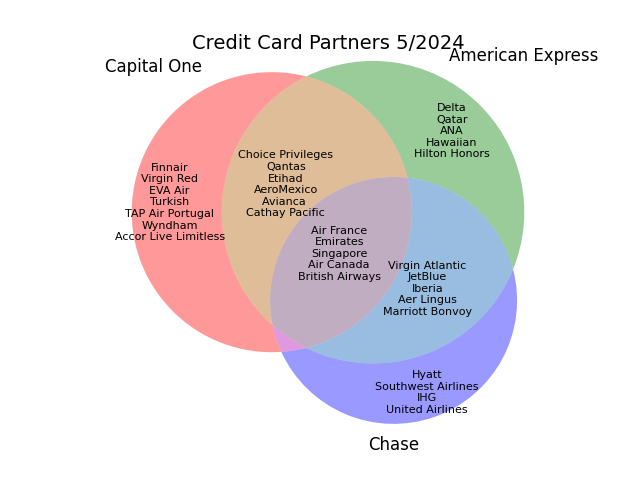 Credit Card Partners 5/2024
Capital One
American Express
Delta
Qatar
ANA
Hawaiian
Hilton Honors
Choice Privileges
Qantas
Etihad
AeroMexico
Avianca
Cathay Pacific
Finnair
Virgin Red
EVA Air
Turkish
TAP Air Portugal
Wyndham
Accor Live Limitless
Air France
Emirates
Singapore
Air Canada
British Airways
Virgin Atlantic
JetBlue
Iberia
Aer Lingus
Marriott Bonvoy
Hyatt
Southwest Airlines
IHG
United Airlines
Chase